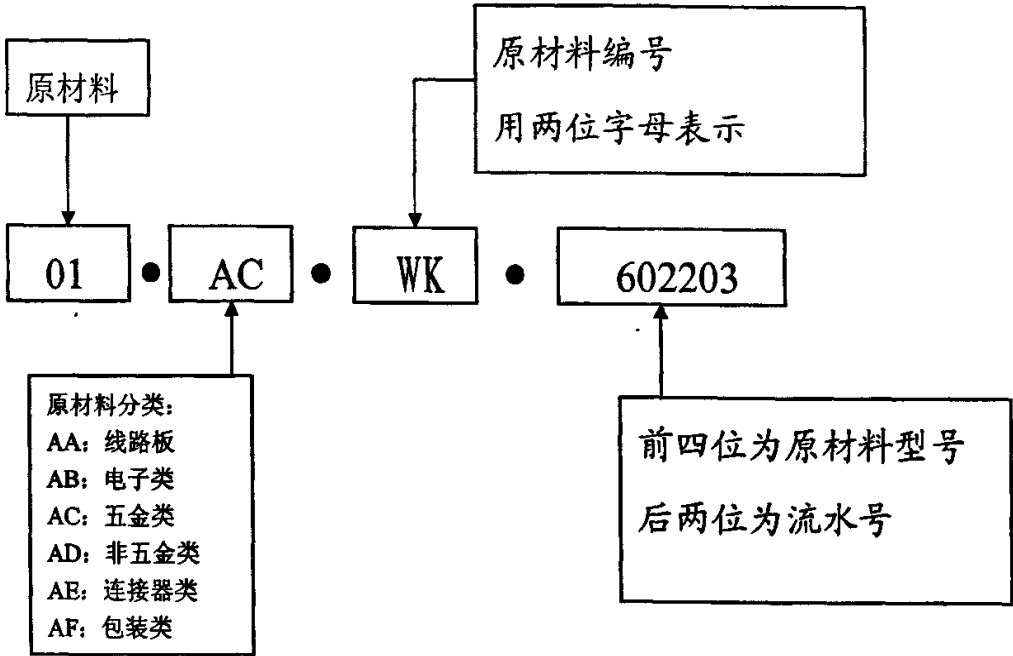 原材料
原材料编号
用两位字母表示
01·AC·WK·602203
原材料分类：
AA：线路板
AB：电子类
AC：五金类
AD：非五金类
AE：连接器类
AF：包装类
前四位为原材料型号
后两位为流水号